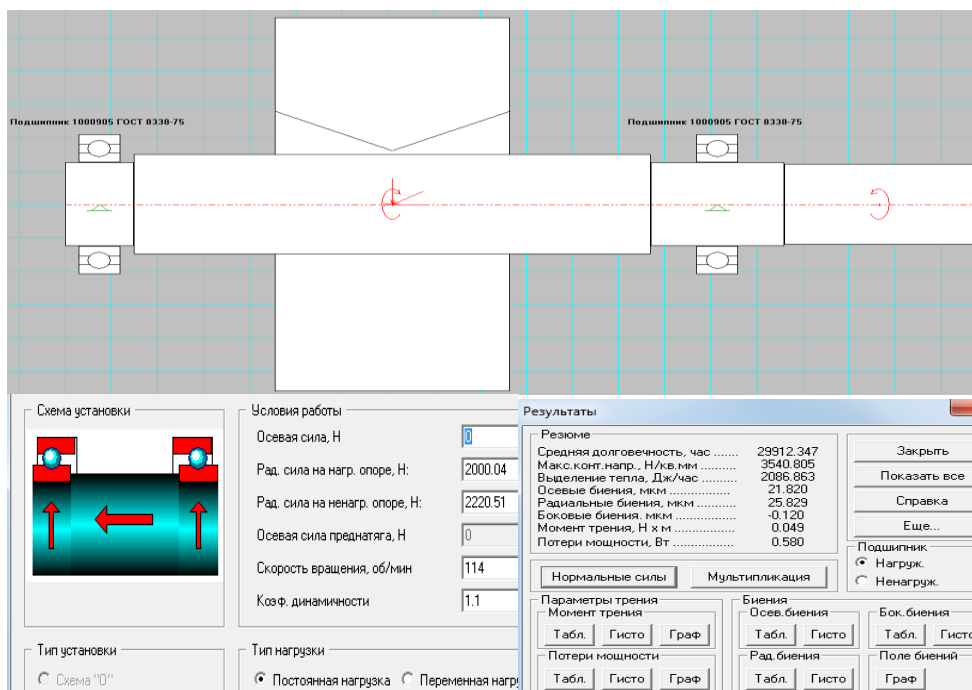 Подшипник 1000905 ГОСТ 8338-75
Подшипник 1000905 ГОСТ 8338-75
Схема установки
Условия работы
Осевая сила, Н
0
Рад. сила на нагр. опоре, Н:
2000.04
Рад. сила на ненагр. опоре, Н:
2220.51
Осевая сила преднатяга, Н
0
Скорость вращения, об/мин
114
Коэф. динамичности
1.1
Тип установки
Схема "О"
Тип нагрузки
Постоянная нагрузка
Переменная нагру
Результаты
Резюме
Средняя долговечность, час ...... 29912.347
Макс.конт.напр., Н/кв.мм .......... 3540.805
Выделение тепла, Дж/час ......... 2086.863
Осевые биения, мкм ................ 21.820
Радиальные биения, мкм ......... 25.829
Боковые биения, мкм ............... -0.120
Момент трения, Н х м ............... 0.049
Потери мощности, Вт ............... 0.580
Закрыть
Показать все
Справка
Еще...
Подшипник
Нагруж.
Ненагруж.
Нормальные силы
Мультипликация
Параметры трения
Момент трения
Табл. Гисто Граф
Потери мощности
Табл. Гисто Граф
Биения
Осев.биения
Табл. Гисто
Бок.биения
Табл. Гисто
Рад.биения
Табл. Гисто
Поле биений
Граф